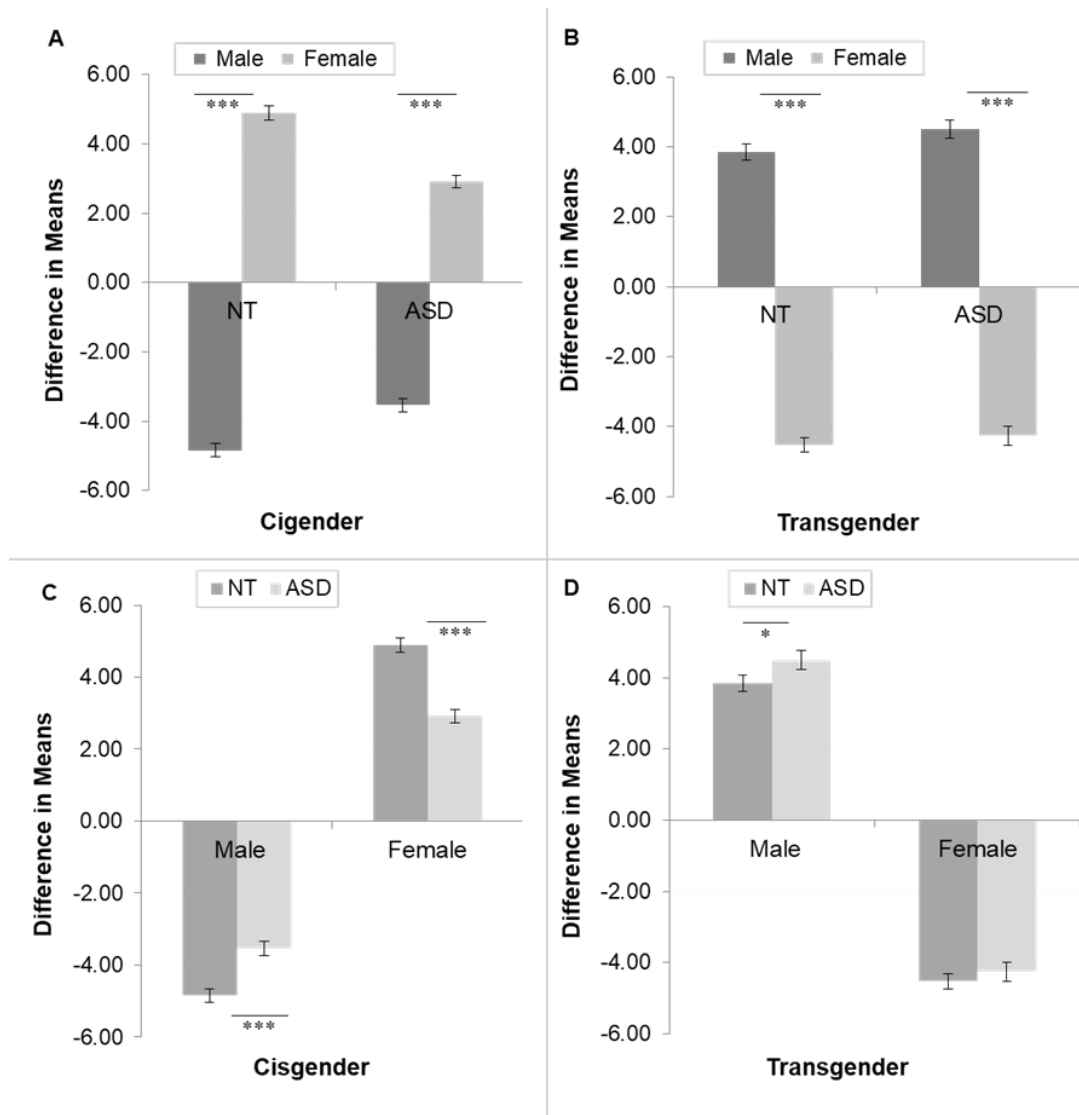 A
Male Female
6.00
4.00
2.00
0.00
-2.00
-4.00
-6.00
Difference in Means
***
***
NT
ASD
Cigender
B
Male Female
6.00
4.00
2.00
0.00
-2.00
-4.00
-6.00
Difference in Means
***
***
NT
ASD
Transgender
C
NT ASD
6.00
4.00
2.00
0.00
-2.00
-4.00
-6.00
Difference in Means
***
Male
Female
***
Cisgender
D
NT ASD
6.00
4.00
2.00
0.00
-2.00
-4.00
-6.00
Difference in Means
*
Male
Female
Transgender